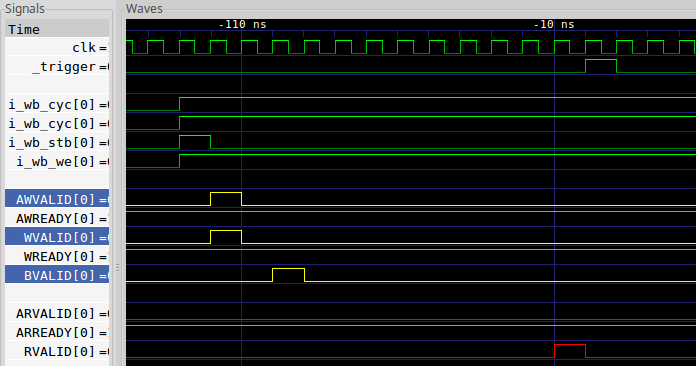 Signals
Waves
Time
-110 ns
-10 ns
clk=
_trigger=
i_wb_cyc[0]=
i_wb_cyc[0]=
i_wb_stb[0]=
i_wb_we[0]=
AWVALID[0]=
AWREADY[0]=
WVALID[0]=
WREADY[0]=
BVALID[0]=
ARVALID[0]=
ARREADY[0]=
RVALID[0]=